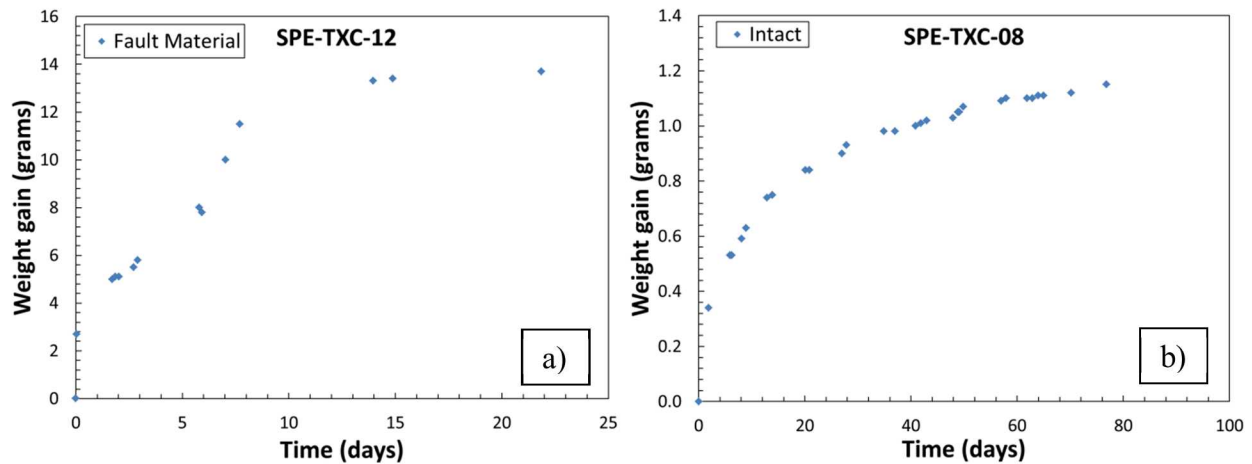 SPE-TXC-12
Fault Material
Weight gain (grams)
16
14
12
10
8
6
4
2
0
0 5 10 15 20 25
Time (days)
a)
SPE-TXC-08
Intact
Weight gain (grams)
1.4
1.2
1.0
0.8
0.6
0.4
0.2
0.0
0 20 40 60 80 100
Time (days)
b)